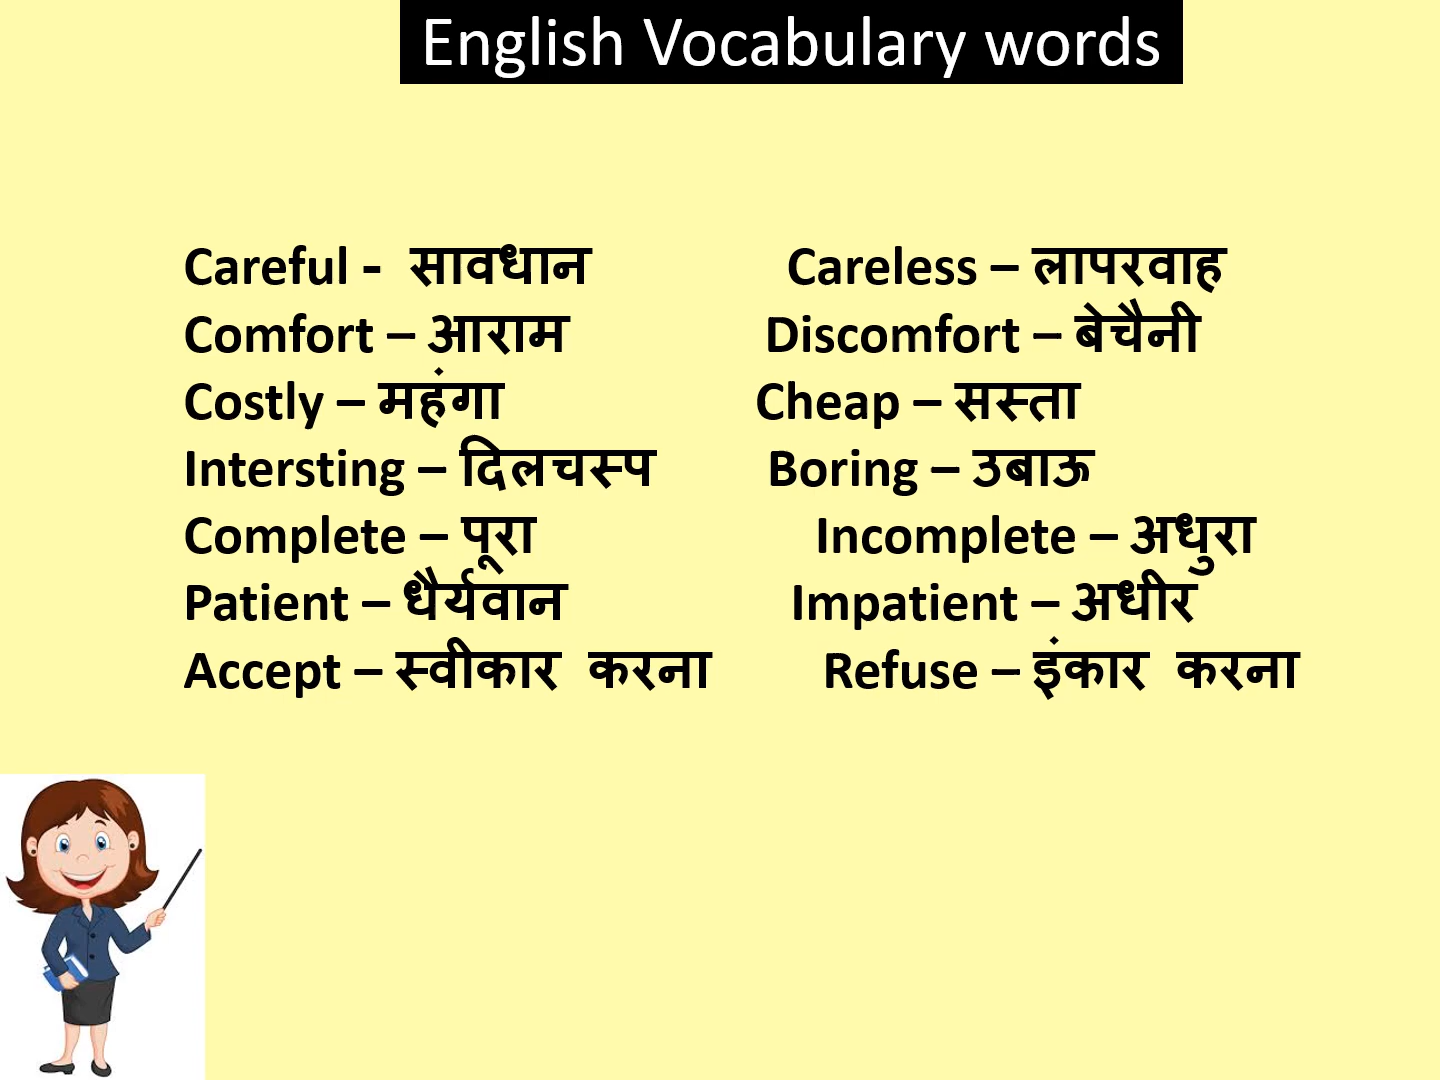 English Vocabulary words
Careful - सावधान Careless – लापरवाह
Comfort – आराम Discomfort – बेचैनी
Costly – महंगा Cheap – सस्ता
Intersting – दिलचस्प Boring – उबाऊ
Complete – पूरा Incomplete – अधुरा
Patient – धैर्यवान Impatient – अधीर
Accept – स्वीकार करना Refuse – इंकार करना